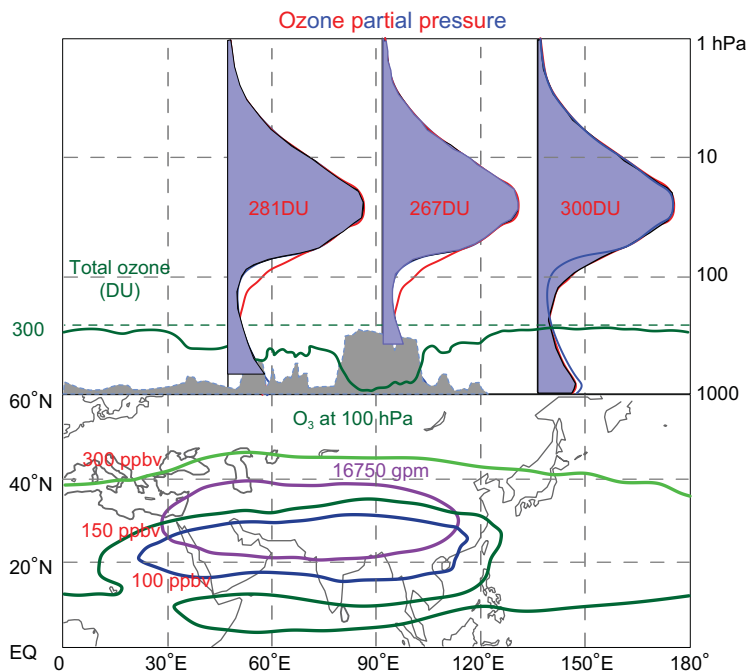 Ozone partial pressure
1 hPa
10
281DU
267DU
300DU
Total ozone
(DU)
100
300
1000
60°N
O₃ at 100 hPa
300 ppbv
16750 gpm
40°N
150 ppbv
100 ppbv
20°N
EQ
0
30°E
60°E
90°E
120°E
150°E
180°